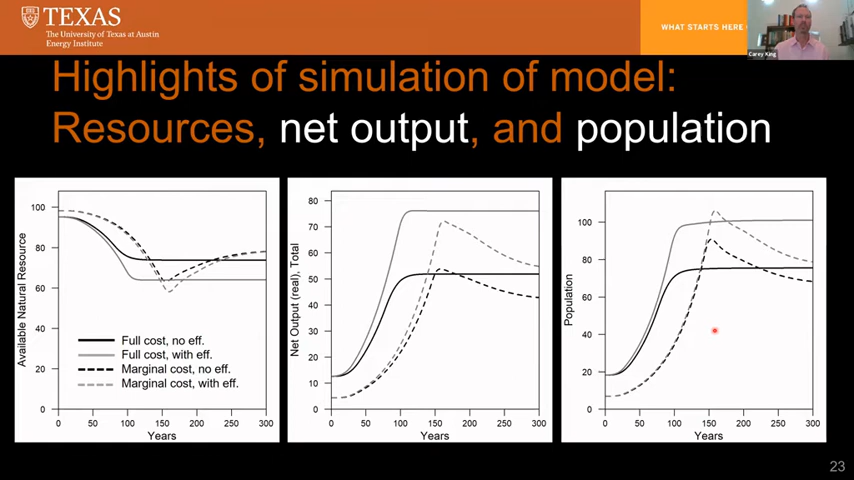 TEXAS
The University of Texas at Austin
Energy Institute
WHAT STARTS HERE
Carey King
Highlights of simulation of model:
Resources, net output, and population
Available Natural Resource
100
80
60
40
20
0
Full cost, no eff.
Full cost, with eff.
Marginal cost, no eff.
Marginal cost, with eff.
0 50 100 150 200 250 300
Years
Net Output (real), Total
80
70
60
50
40
30
20
10
0
0 50 100 150 200 250 300
Years
Population
100
80
60
40
20
0
0 50 100 150 200 250 300
Years
23